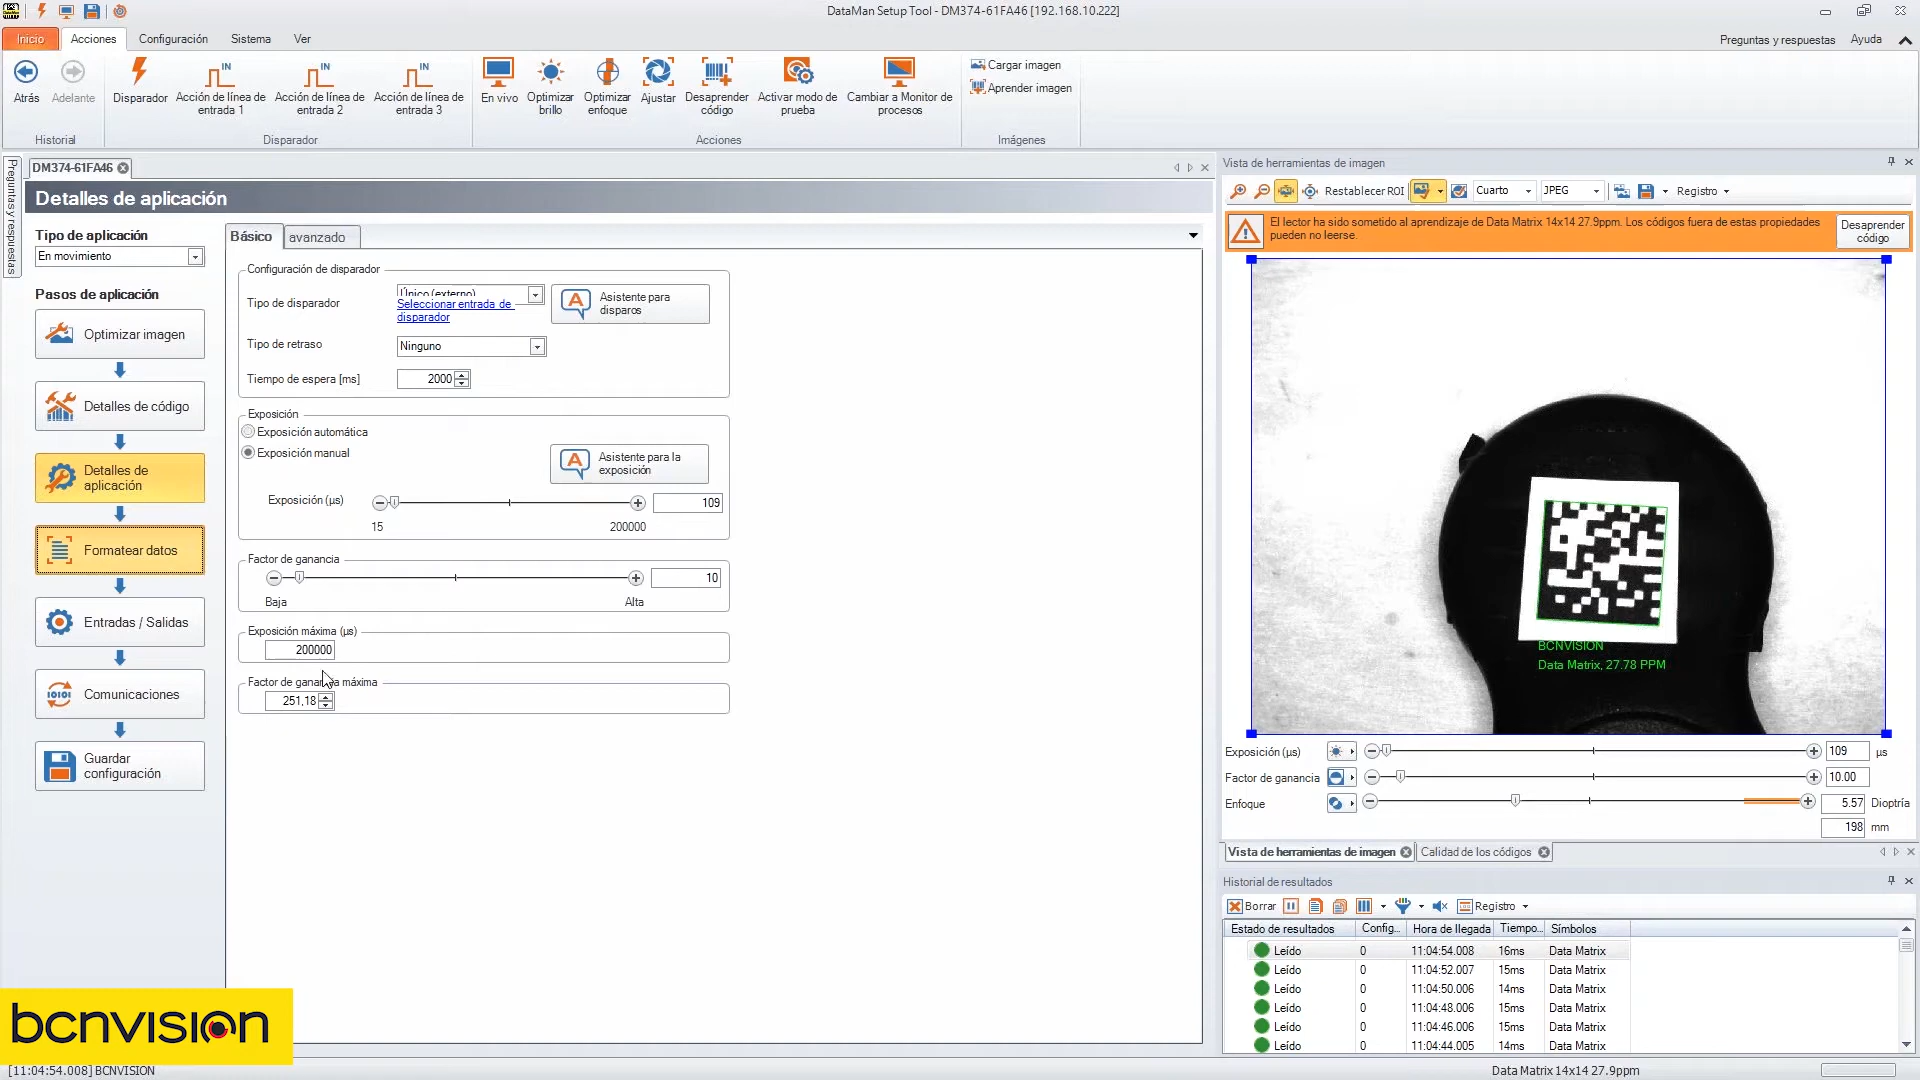 DataMan Setup Tool - DM374-61FA46 [192.168.10.222]
Inicio
Acciones
Configuración
Sistema
Ver
Preguntas y respuestas
Ayuda
Atrás
Adelante
Historial
Disparador
Acción de línea de
entrada 1
Acción de línea de
entrada 2
Acción de línea de
entrada 3
Disparador
En vivo
Optimizar
brillo
Optimizar
enfoque
Ajustar
Desaprender
código
Activar modo de
prueba
Cambiar a Monitor de
procesos
Acciones
Cargar imagen
Aprender imagen
Imágenes
Preguntas y respuestas
DM374-61FA46
Detalles de aplicación
Tipo de aplicación
En movimiento
Pasos de aplicación
Optimizar imagen
Detalles de código
Detalles de
aplicación
Formatear datos
Entradas / Salidas
Comunicaciones
Guardar
configuración
Básico
avanzado
Configuración de disparador
Tipo de disparador
Único (externo)
Seleccionar entrada de
disparador
Asistente para
disparos
Tipo de retraso
Ninguno
Tiempo de espera [ms]
2000
Exposición
Exposición automática
Exposición manual
Asistente para la
exposición
Exposición (µs)
109
15
200000
Factor de ganancia
10
Baja
Alta
Exposición máxima (µs)
200000
Factor de ganancia máxima
251,18
Vista de herramientas de imagen
Restablecer ROI
Cuarto
JPEG
Registro
El lector ha sido sometido al aprendizaje de Data Matrix 14x14 27.9ppm. Los códigos fuera de estas propiedades
pueden no leerse.
Desaprender
código
BCNVISION
Data Matrix, 27.78 PPM
Exposición (µs)
109
µs
Factor de ganancia
10.00
Enfoque
5.57
Dioptría
198
mm
Vista de herramientas de imagen
Calidad de los códigos
Historial de resultados
Borrar
Registro
Estado de resultados
Config...
Hora de llegada
Tiempo...
Símbolos
Leído 0 11:04:54.008 16ms Data Matrix
Leído 0 11:04:52.007 15ms Data Matrix
Leído 0 11:04:50.006 14ms Data Matrix
Leído 0 11:04:48.006 15ms Data Matrix
Leído 0 11:04:46.006 15ms Data Matrix
Leído 0 11:04:44.005 14ms Data Matrix
bcnvision
[11:04:54.008] BCNVISION
Data Matrix 14x14 27.9ppm